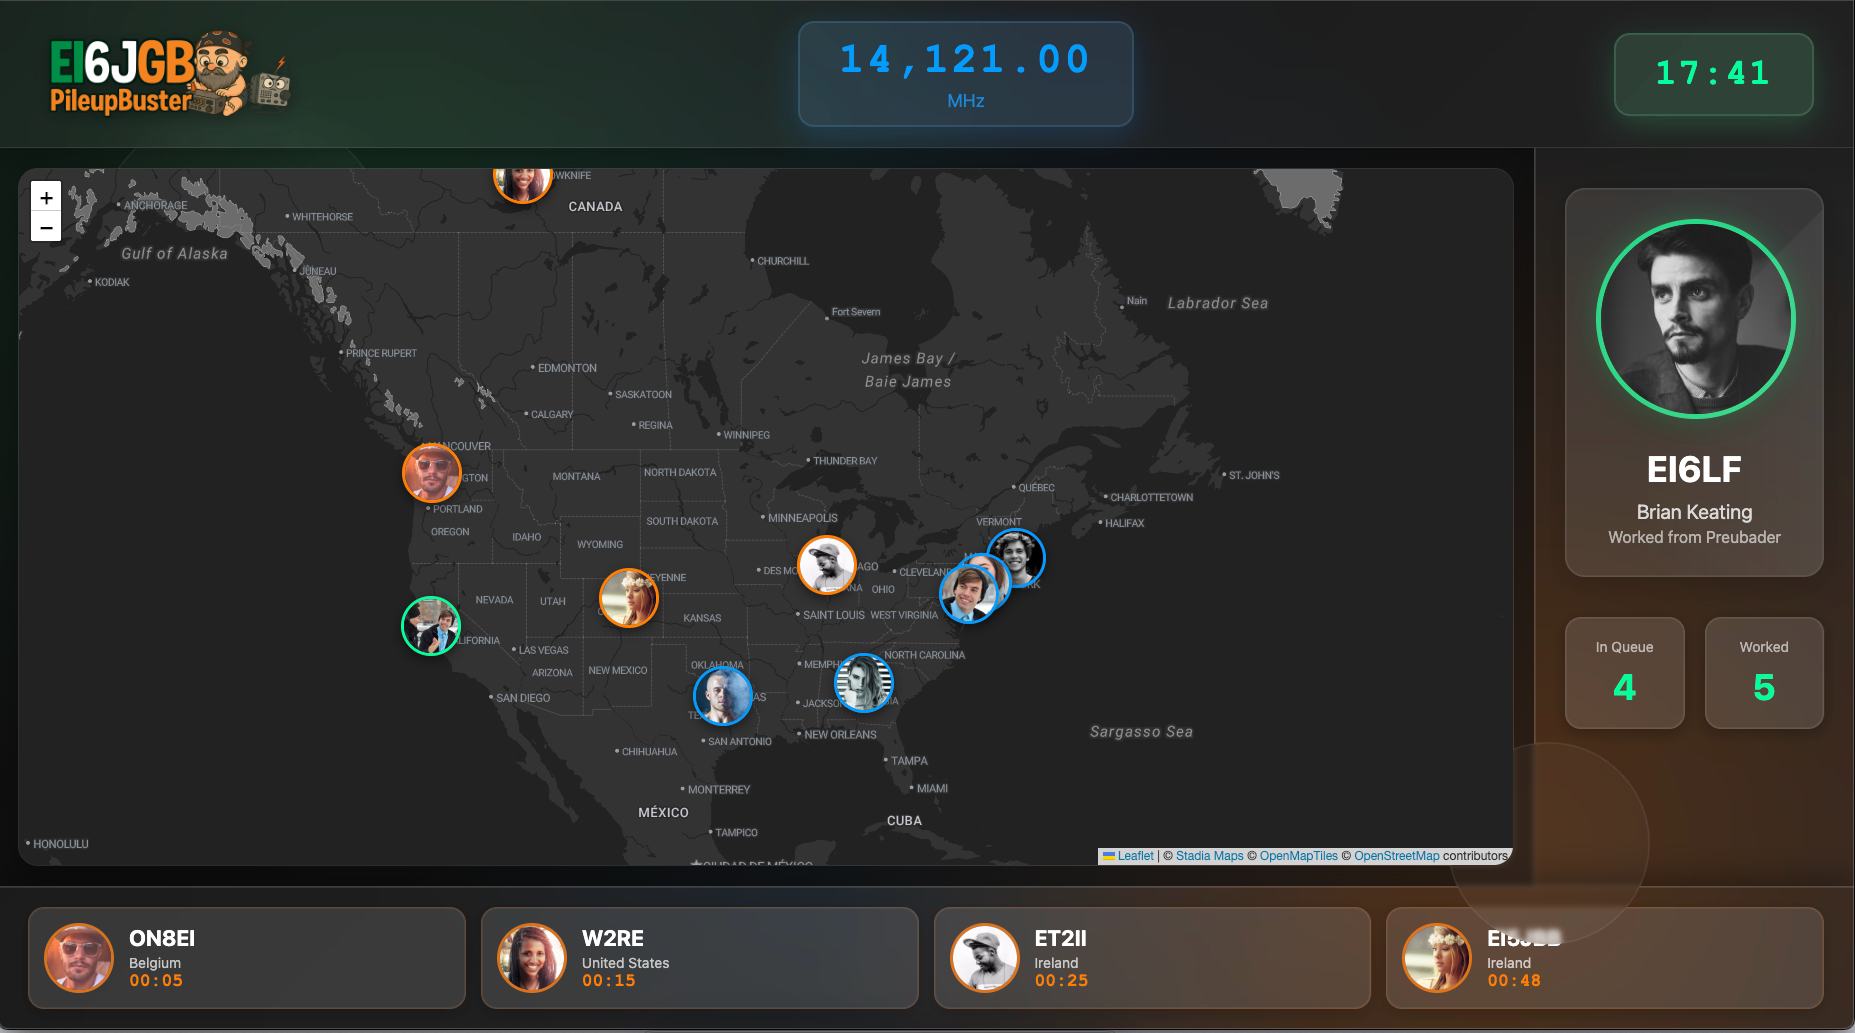 EI6JGB
PileupBuster
14,121.00
MHz
17:41
+
−
ANCHORAGE
WHITEHORSE
CANADA
Gulf of Alaska
JUNEAU
KODIAK
CHURCHILL
Fort Severn
Nain
Labrador Sea
PRINCE RUPERT
James Bay /
Baie James
EDMONTON
SASKATOON
CALGARY
REGINA
WINNIPEG
THUNDER BAY
MONTANA
NORTH DAKOTA
ST. JOHN'S
QUÉBEC
CHARLOTTETOWN
PORTLAND
MINNEAPOLIS
SOUTH DAKOTA
VERMONT
HALIFAX
OREGON
IDAHO
WYOMING
CLEVELAND
OHIO
NEVADA
UTAH
KANSAS
SAINT LOUIS
WEST VIRGINIA
LAS VEGAS
NORTH CAROLINA
ARIZONA
NEW MEXICO
OKLAHOMA
SAN DIEGO
NEW ORLEANS
SAN ANTONIO
Sargasso Sea
CHIHUAHUA
TAMPA
MONTERREY
MIAMI
MÉXICO
CUBA
TAMPICO
HONOLULU
CIUDAD DE MÉXICO
Leaflet | © Stadia Maps © OpenMapTiles © OpenStreetMap contributors
EI6LF
Brian Keating
Worked from Preubader
In Queue
4
Worked
5
ON8EI
Belgium
00:05
W2RE
United States
00:15
ET2II
Ireland
00:25
Ireland
00:48